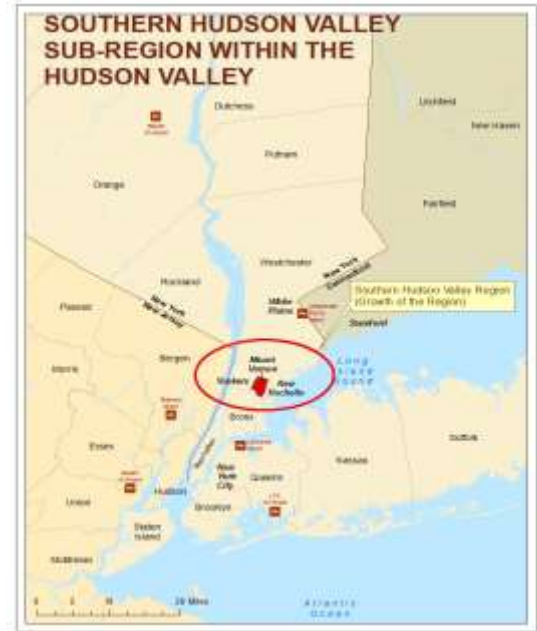 SOUTHERN HUDSON VALLEY
SUB-REGION WITHIN THE
HUDSON VALLEY
Dutchess
Litchfield
New Haven
Putnam
Orange
Fairfield
Westchester
New York
Connecticut
Rockland
Southern Hudson Valley Region
(Growth of the Region)
White
Plains
New York
New Jersey
Passaic
Stamford
Bergen
Mount
Vernon
Long
Island
Sound
Morris
Yonkers
New
Rochelle
Bronx
Essex
Suffolk
Nassau
New
York
City
Queens
Hudson
Union
Brooklyn
Staten
Island
Middlesex
20 Miles
Atlantic
Ocean